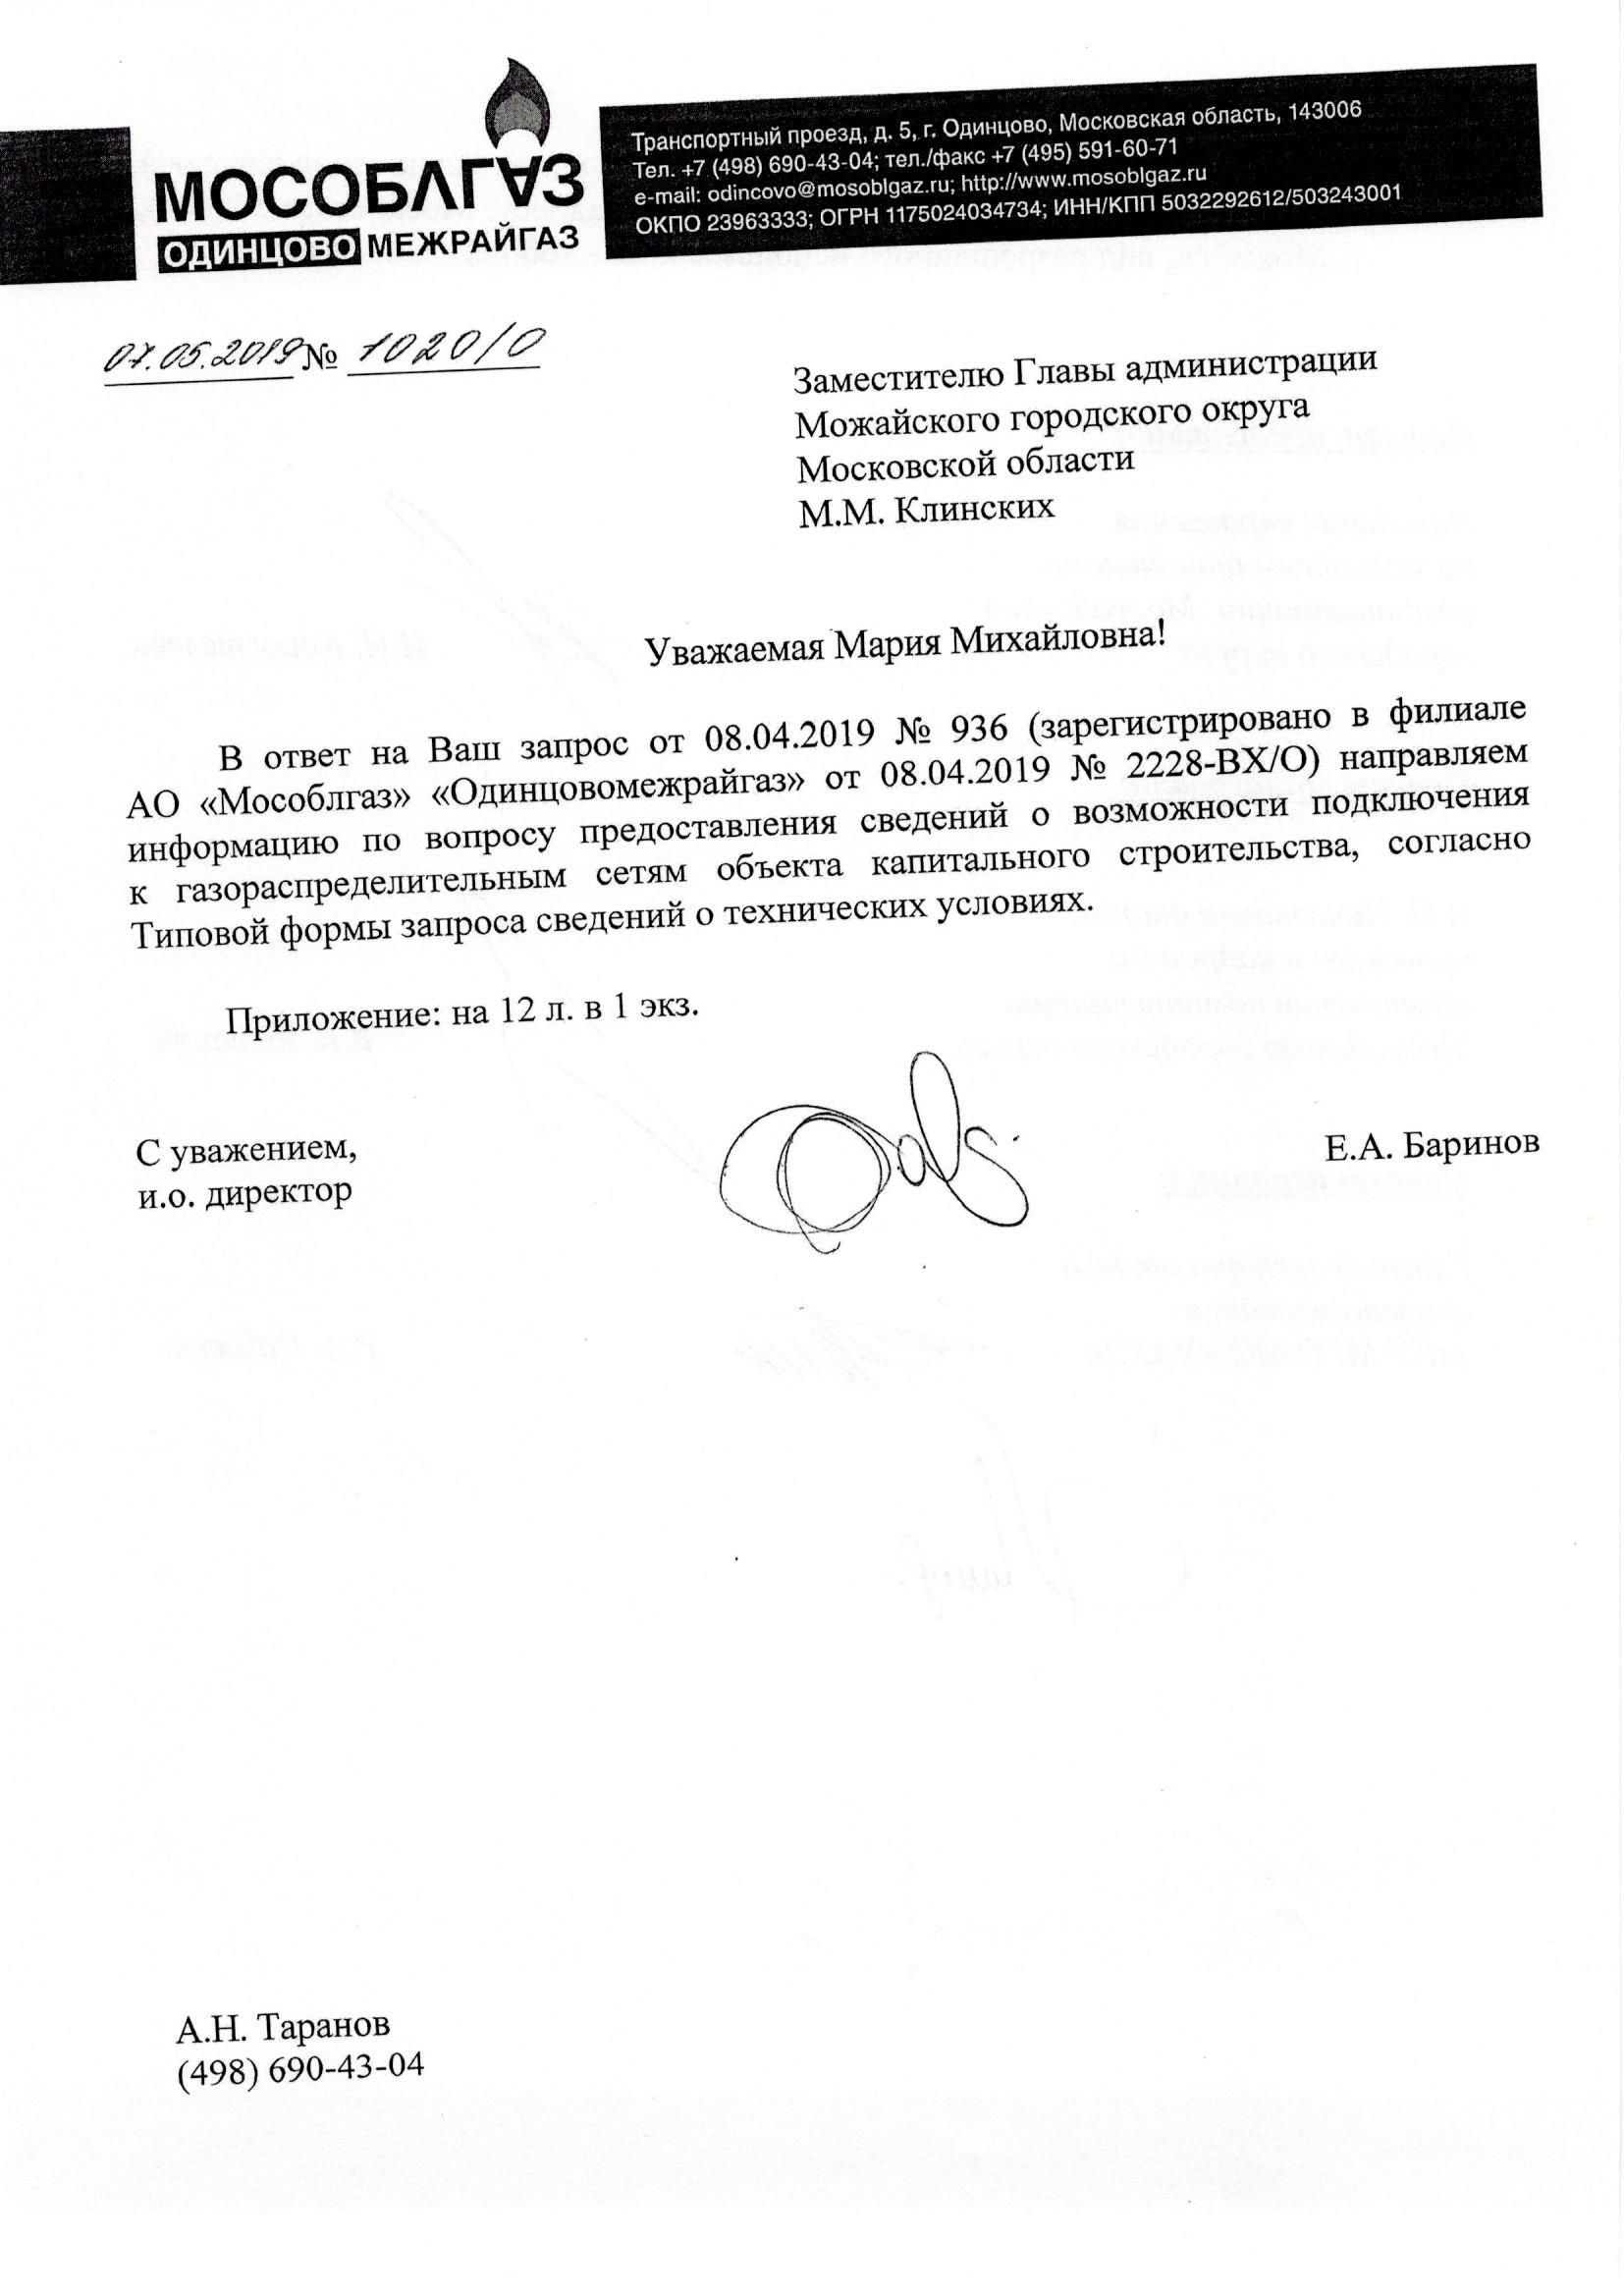 МОСОБЛГАЗ
ОДИНЦОВО МЕЖРАЙГАЗ
Транспортный проезд, д. 5, г. Одинцово, Московская область, 143006
Тел. +7 (498) 690-43-04; тел./факс +7 (495) 591-60-71
e-mail: odincovo@mosoblgaz.ru; http://www.mosoblgaz.ru
ОКПО 23963333; ОГРН 1175024034734; ИНН/КПП 5032292612/503243001
07.05.2019 № 1020/О
Заместителю Главы администрации
Можайского городского округа
Московской области
М.М. Клинских
Уважаемая Мария Михайловна!
В ответ на Ваш запрос от 08.04.2019 № 936 (зарегистрировано в филиале
АО «Мособлгаз» «Одинцовомежрайгаз» от 08.04.2019 № 2228-ВХ/О) направляем
информацию по вопросу предоставления сведений о возможности подключения
к газораспределительным сетям объекта капитального строительства, согласно
Типовой формы запроса сведений о технических условиях.
Приложение: на 12 л. в 1 экз.
С уважением,
и.о. директор
Е.А. Баринов
А.Н. Таранов
(498) 690-43-04